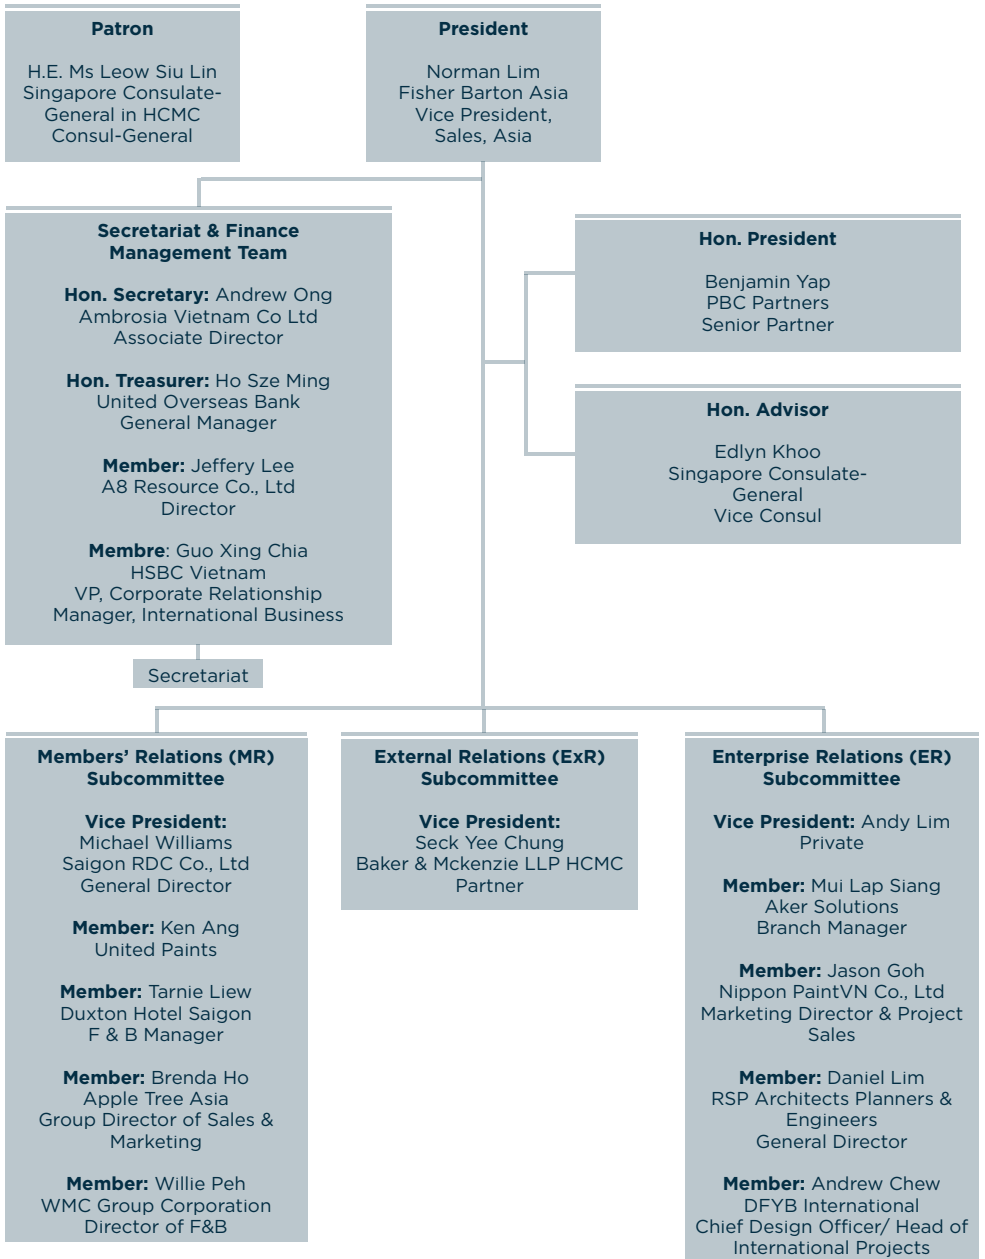 Patron
H.E. Ms Leow Siu Lin
Singapore Consulate-
General in HCMC
Consul-General
President
Norman Lim
Fisher Barton Asia
Vice President,
Sales, Asia
Secretariat & Finance
Management Team
Hon. Secretary: Andrew Ong
Ambrosia Vietnam Co Ltd
Associate Director
Hon. Treasurer: Ho Sze Ming
United Overseas Bank
General Manager
Member: Jeffery Lee
A8 Resource Co., Ltd
Director
Membre: Guo Xing Chia
HSBC Vietnam
VP, Corporate Relationship
Manager, International Business
Secretariat
Hon. President
Benjamin Yap
PBC Partners
Senior Partner
Hon. Advisor
Edlyn Khoo
Singapore Consulate-
General
Vice Consul
Members’ Relations (MR)
Subcommittee
Vice President:
Michael Williams
Saigon RDC Co., Ltd
General Director
Member: Ken Ang
United Paints
Member: Tarnie Liew
Duxton Hotel Saigon
F & B Manager
Member: Brenda Ho
Apple Tree Asia
Group Director of Sales &
Marketing
Member: Willie Peh
WMC Group Corporation
Director of F&B
External Relations (ExR)
Subcommittee
Vice President:
Seck Yee Chung
Baker & Mckenzie LLP HCMC
Partner
Enterprise Relations (ER)
Subcommittee
Vice President: Andy Lim
Private
Member: Mui Lap Siang
Aker Solutions
Branch Manager
Member: Jason Goh
Nippon PaintVN Co., Ltd
Marketing Director & Project
Sales
Member: Daniel Lim
RSP Architects Planners &
Engineers
General Director
Member: Andrew Chew
DFYB International
Chief Design Officer/ Head of
International Projects